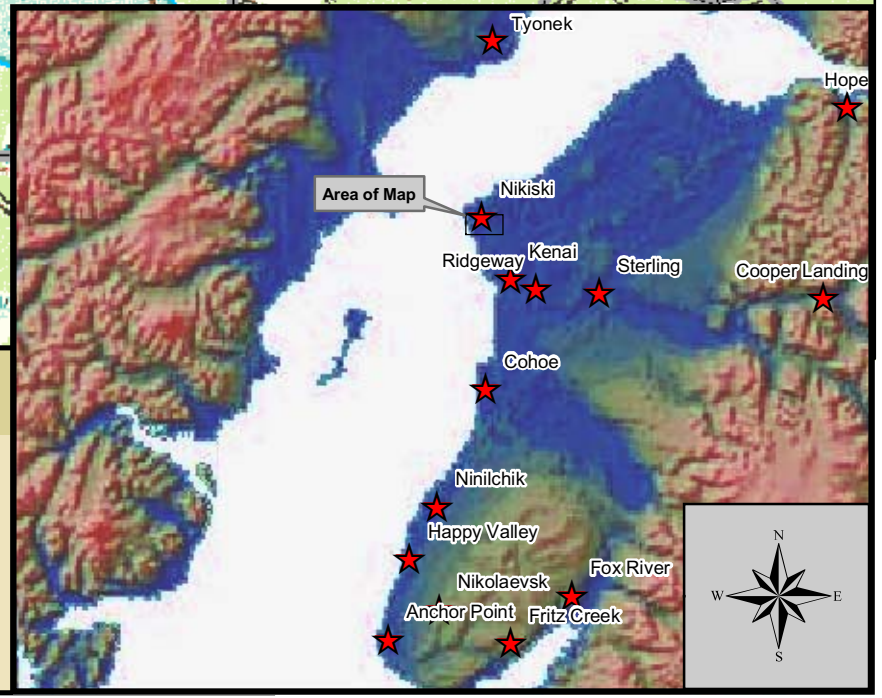 Tyonek
Hope
Area of Map
Nikiski
Ridgeway
Kenai
Sterling
Cooper Landing
Cohoe
Ninilchik
Happy Valley
Nikolaevsk
Fox River
Anchor Point
Fritz Creek
N
W
E
S